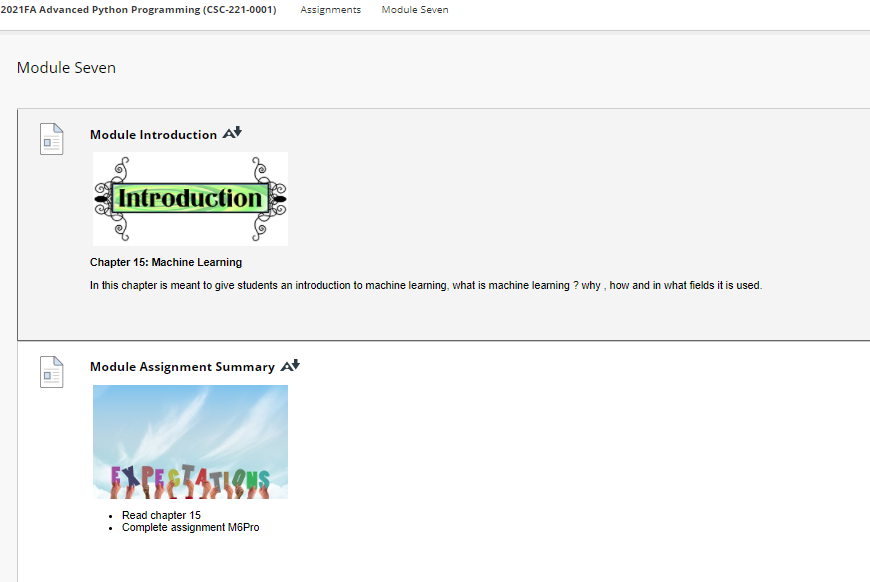 2021FA Advanced Python Programming (CSC-221-0001) Assignments Module Seven
Module Seven
Module Introduction
Introduction
Chapter 15: Machine Learning
In this chapter is meant to give students an introduction to machine learning, what is machine learning ? why , how and in what fields it is used.
Module Assignment Summary
EXPECTATIONS
Read chapter 15
Complete assignment M6Pro